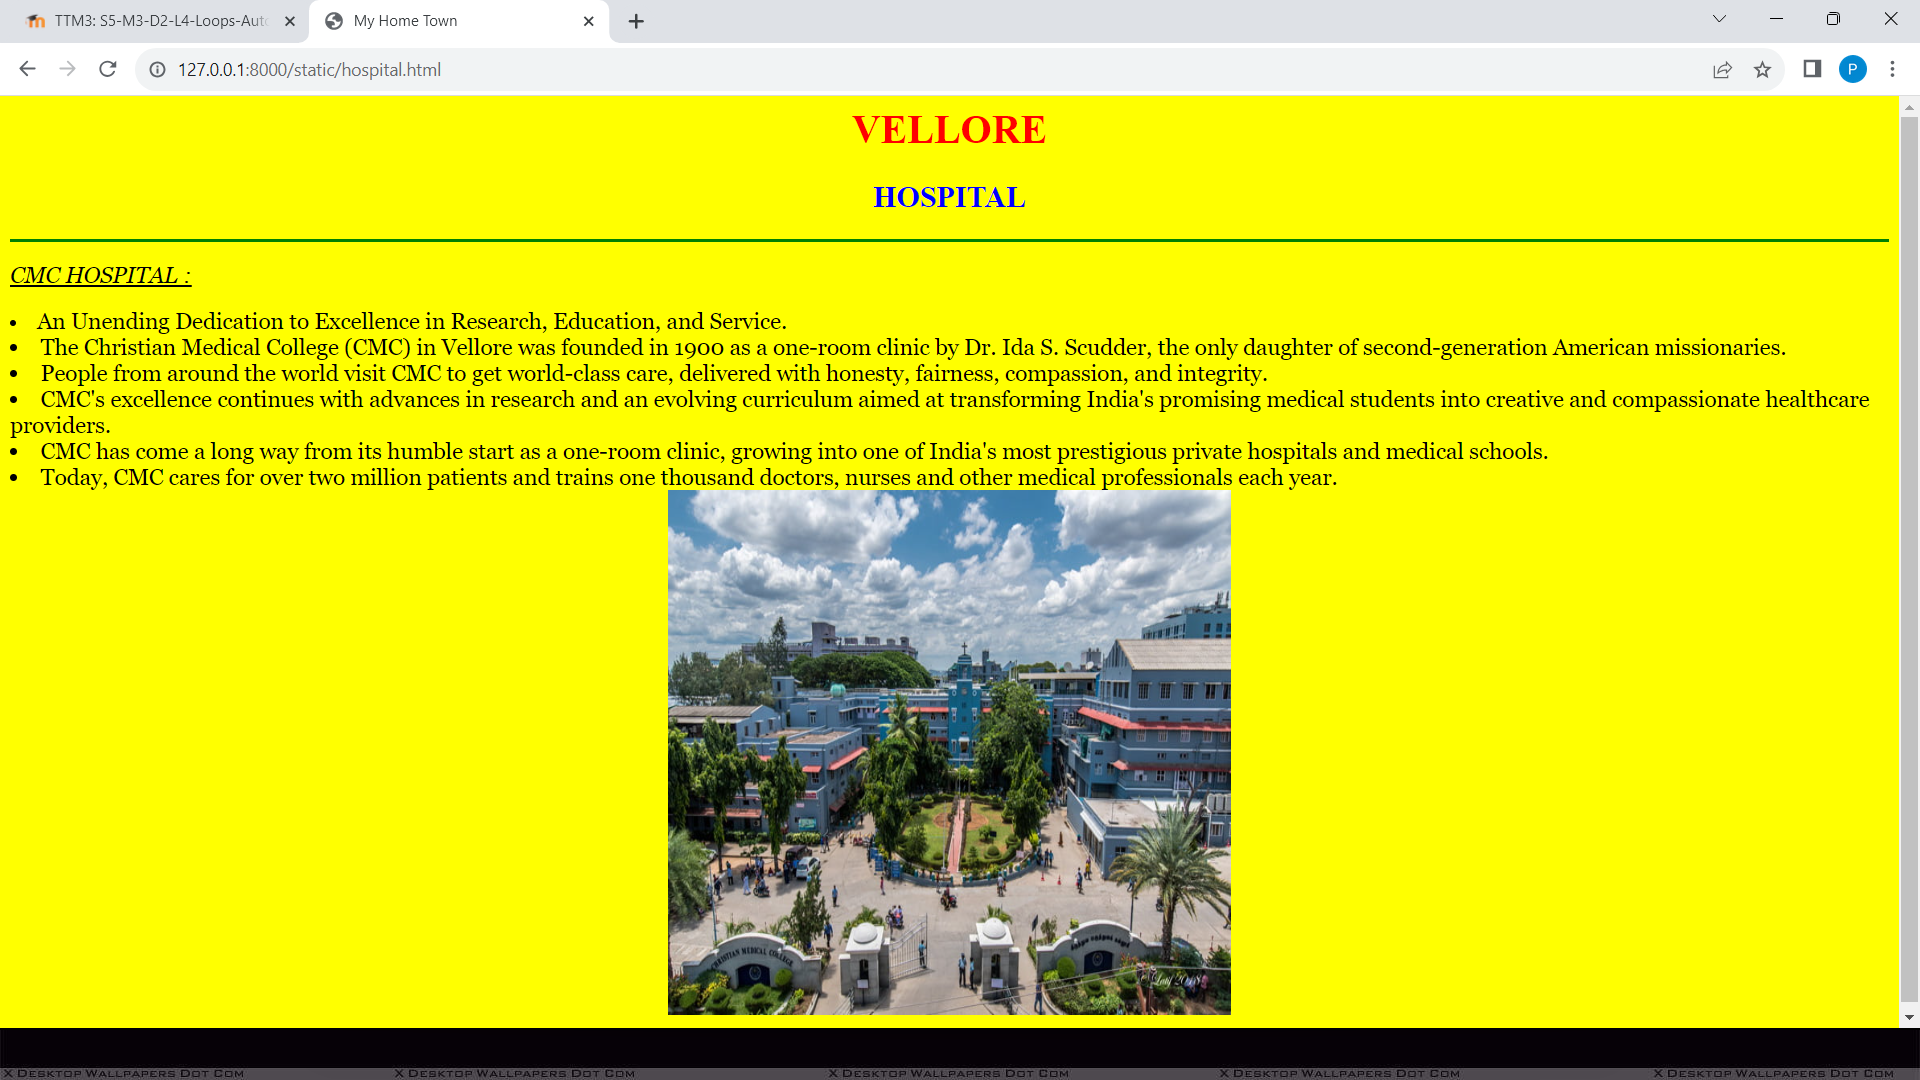 TTM3: S5-M3-D2-L4-Loops-Aut
My Home Town
127.0.0.1:8000/static/hospital.html
P
VELLORE
HOSPITAL
CMC HOSPITAL :
• An Unending Dedication to Excellence in Research, Education, and Service.
• The Christian Medical College (CMC) in Vellore was founded in 1900 as a one-room clinic by Dr. Ida S. Scudder, the only daughter of second-generation American missionaries.
• People from around the world visit CMC to get world-class care, delivered with honesty, fairness, compassion, and integrity.
• CMC's excellence continues with advances in research and an evolving curriculum aimed at transforming India's promising medical students into creative and compassionate healthcare
providers.
• CMC has come a long way from its humble start as a one-room clinic, growing into one of India's most prestigious private hospitals and medical schools.
• Today, CMC cares for over two million patients and trains one thousand doctors, nurses and other medical professionals each year.
CHRISTIAN MEDICAL COLLEGE
X Desktop Wallpapers Dot Com X Desktop Wallpapers Dot Com X Desktop Wallpapers Dot Com X Desktop Wallpapers Dot Com X Desktop Wallpapers Dot Com